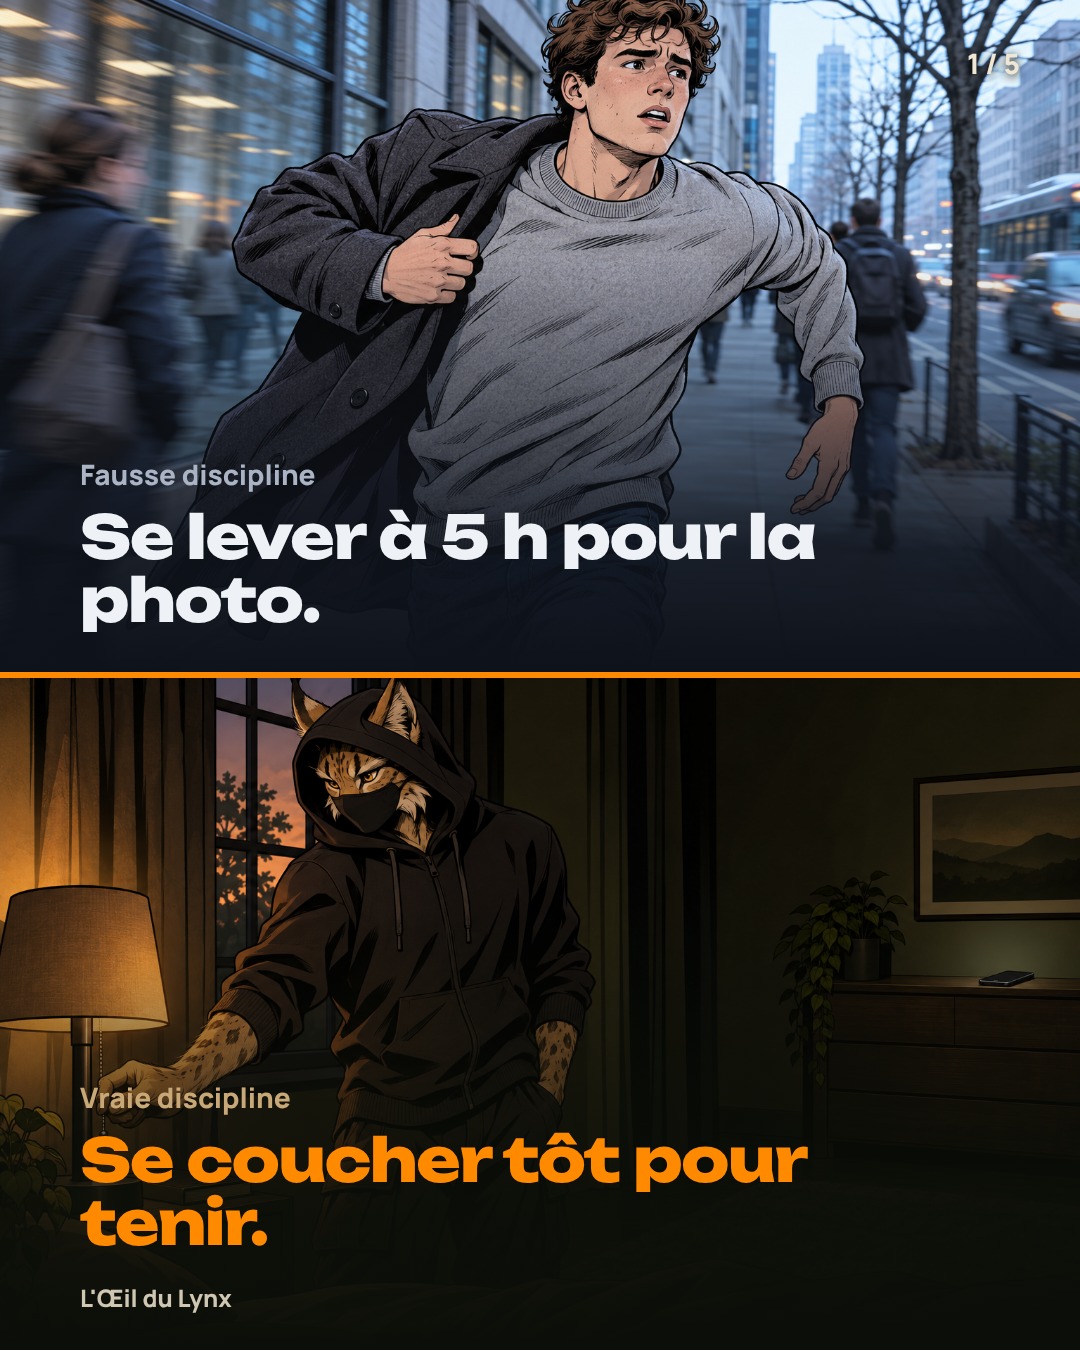 1 / 5
Fausse discipline
Se lever à 5 h pour la
photo.
Vraie discipline
Se coucher tôt pour
tenir.
L'Œil du Lynx